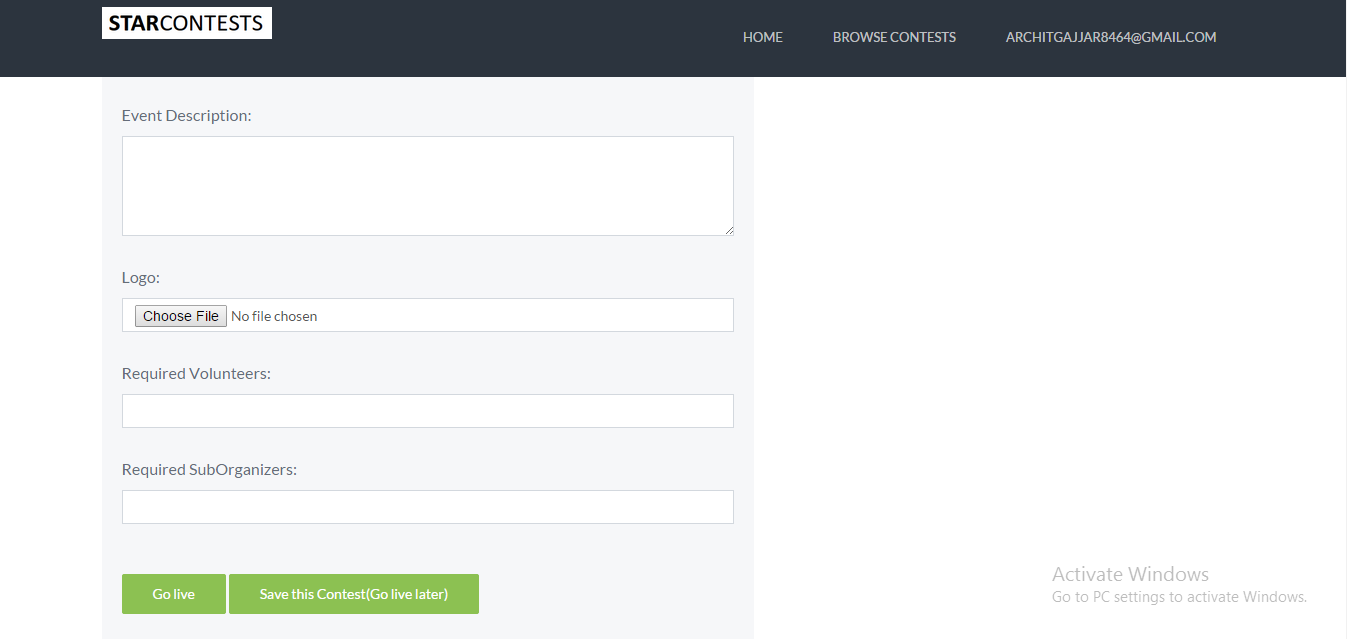 STARCONTESTS
HOME BROWSE CONTESTS ARCHITGAJJAR8464@GMAIL.COM
Event Description:
Logo:
Choose File No file chosen
Required Volunteers:
Required SubOrganizers:
Go live Save this Contest(Go live later)
Activate Windows
Go to PC settings to activate Windows.